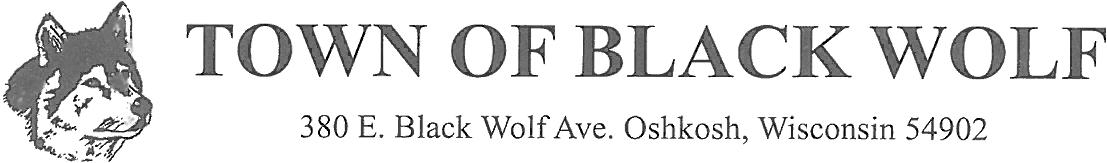 TOWN OF BLACK WOLF
380 E. Black Wolf Ave. Oshkosh, Wisconsin 54902